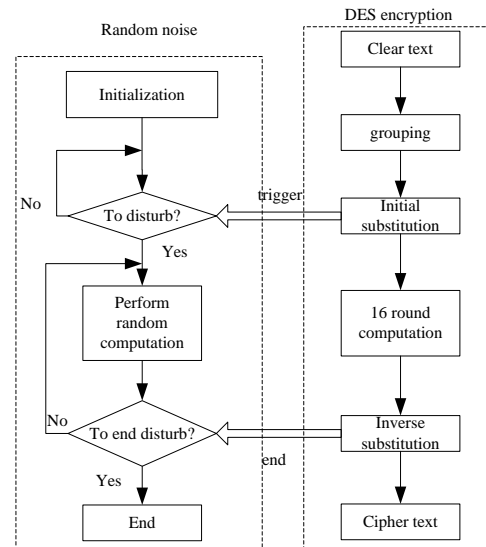 Random noise
Initialization
No
To disturb?
Yes
Perform
random
computation
No
To end disturb?
Yes
End
trigger
end
DES encryption
Clear text
grouping
Initial
substitution
16 round
computation
Inverse
substitution
Cipher text